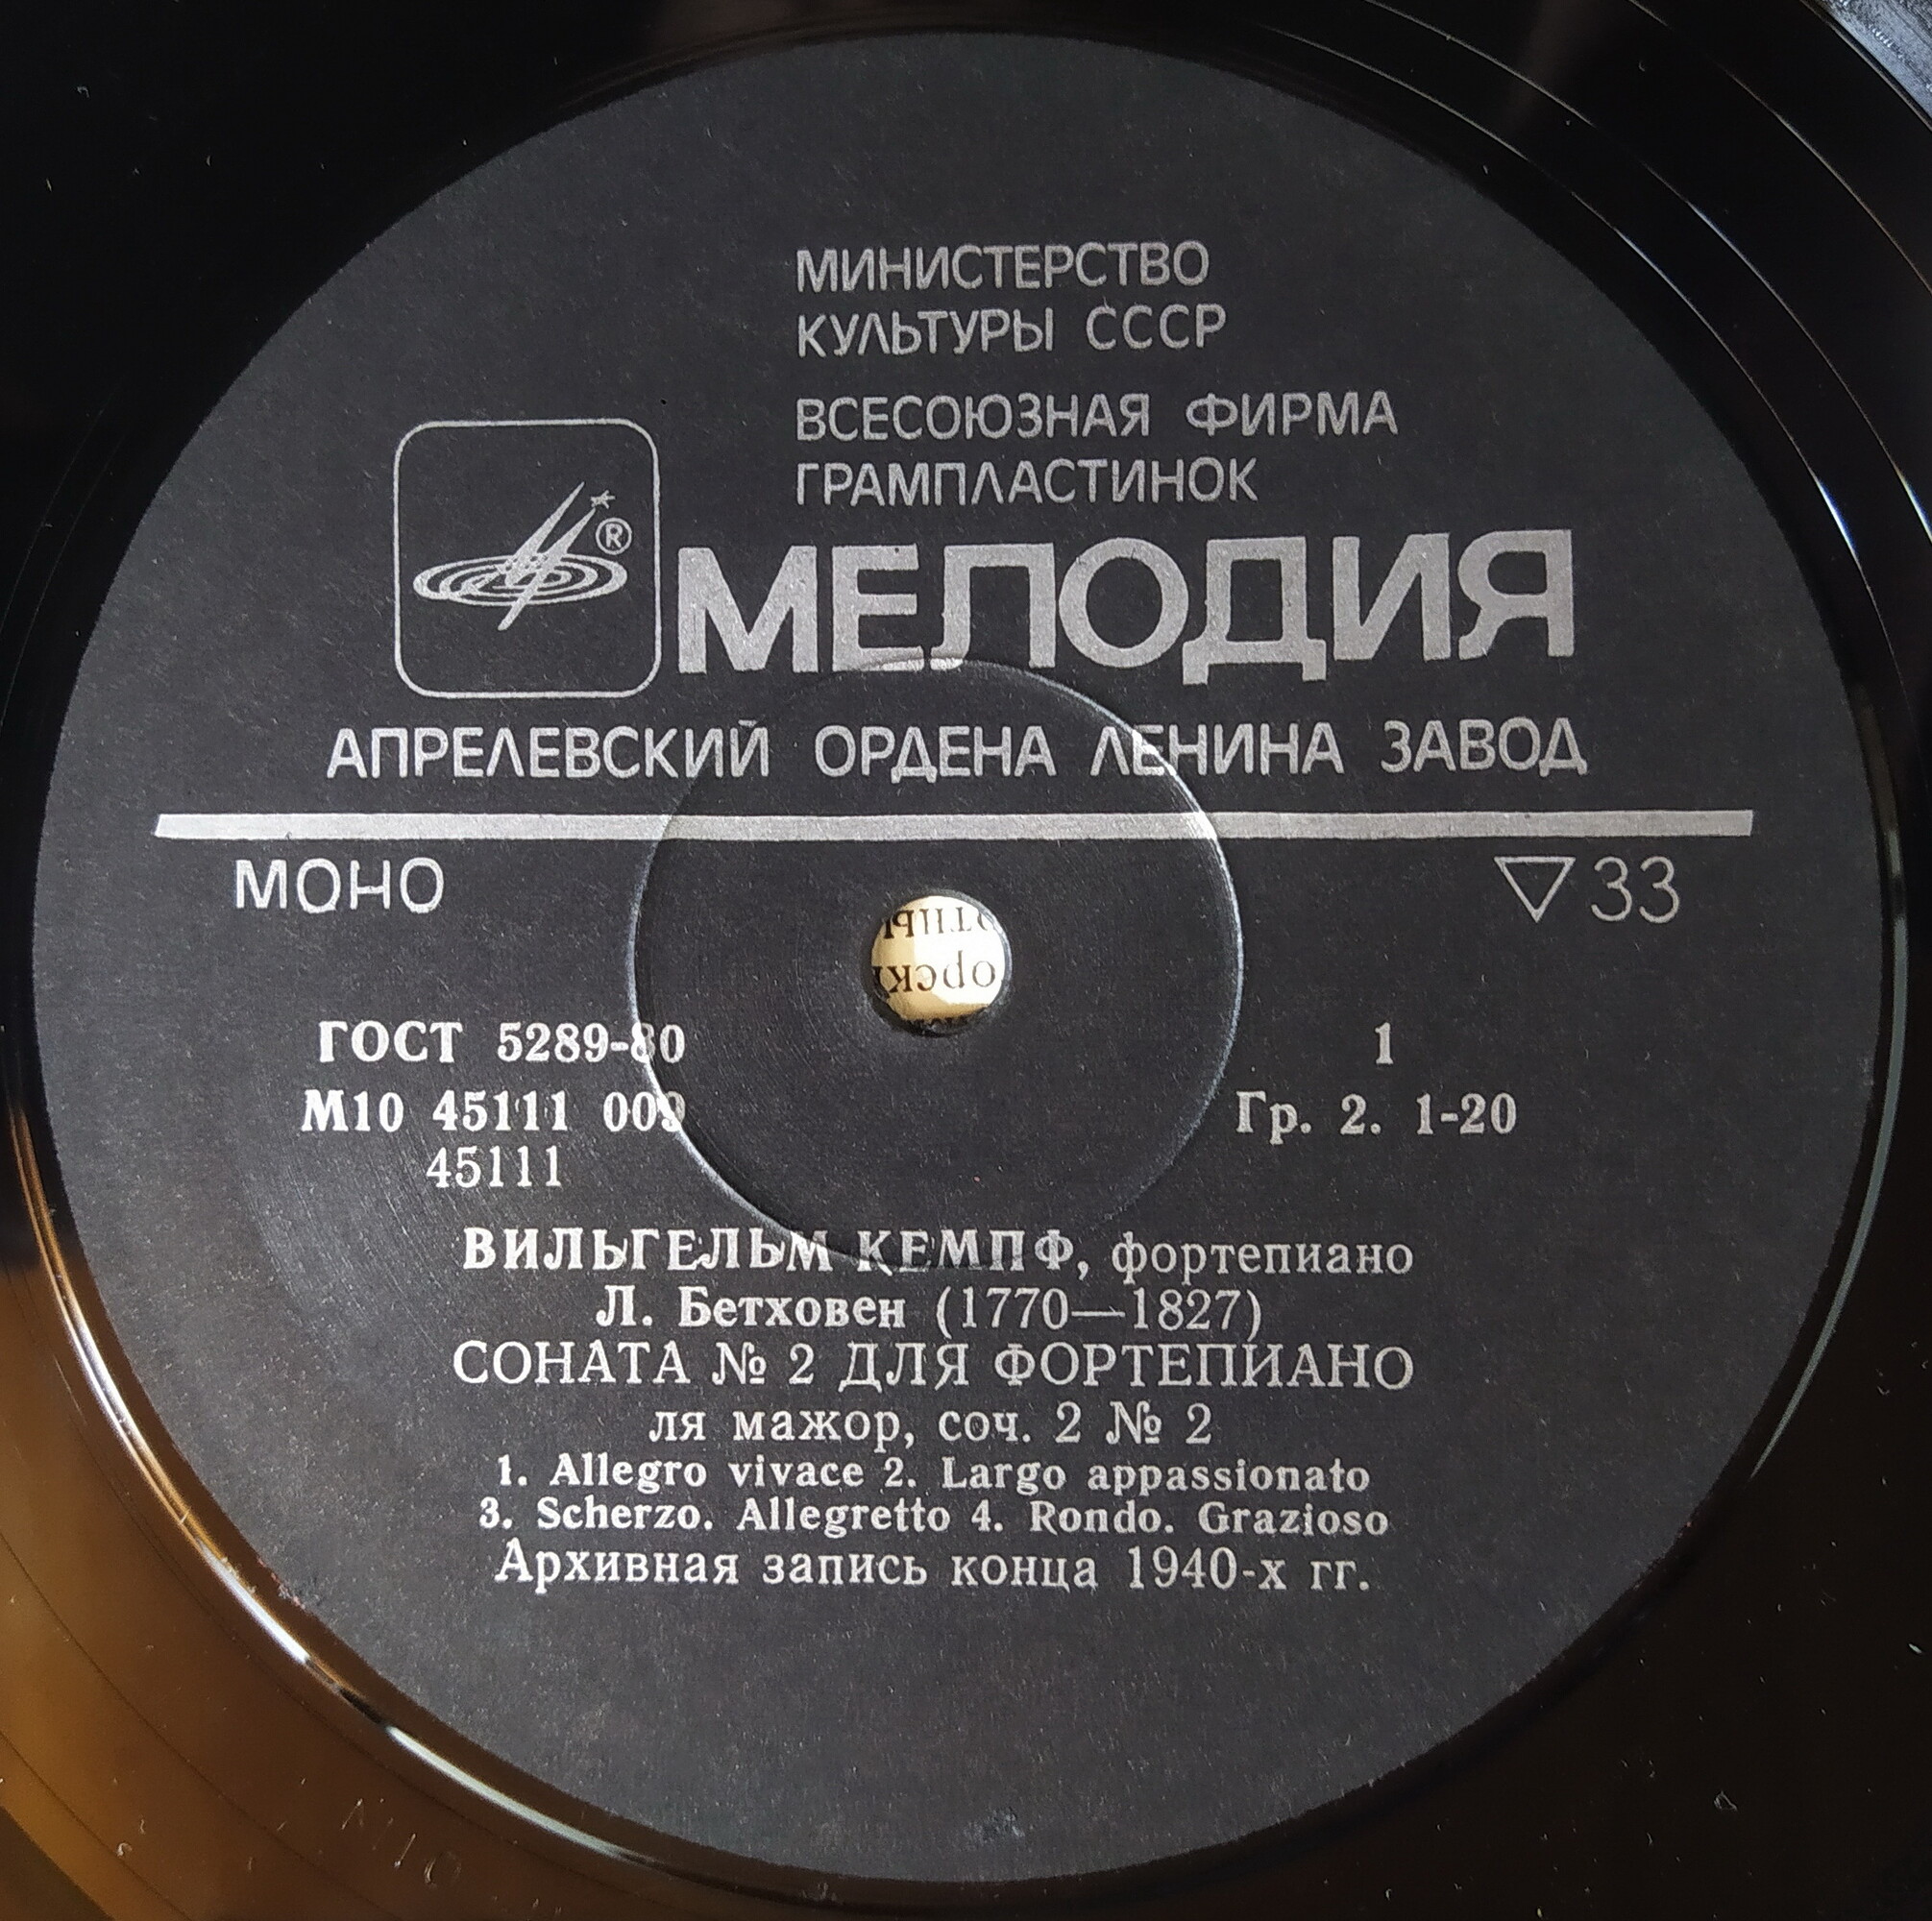 МИНИСТЕРСТВО
КУЛЬТУРЫ СССР
ВСЕСОЮЗНАЯ ФИРМА
ГРАМПЛАСТИНОК
®
МЕЛОДИЯ
АПРЕЛЕВСКИЙ ОРДЕНА ЛЕНИНА ЗАВОД
МОНО
▽ 33
ГОСТ 5289-80
1
М10 45111 009
Гр. 2. 1-20
45111
ВИЛЬГЕЛЬМ КЕМПФ, фортепиано
Л. Бетховен (1770—1827)
СОНАТА № 2 ДЛЯ ФОРТЕПИАНО
ля мажор, соч. 2 № 2
1. Allegro vivace 2. Largo appassionato
3. Scherzo. Allegretto 4. Rondo. Grazioso
Архивная запись конца 1940-х гг.